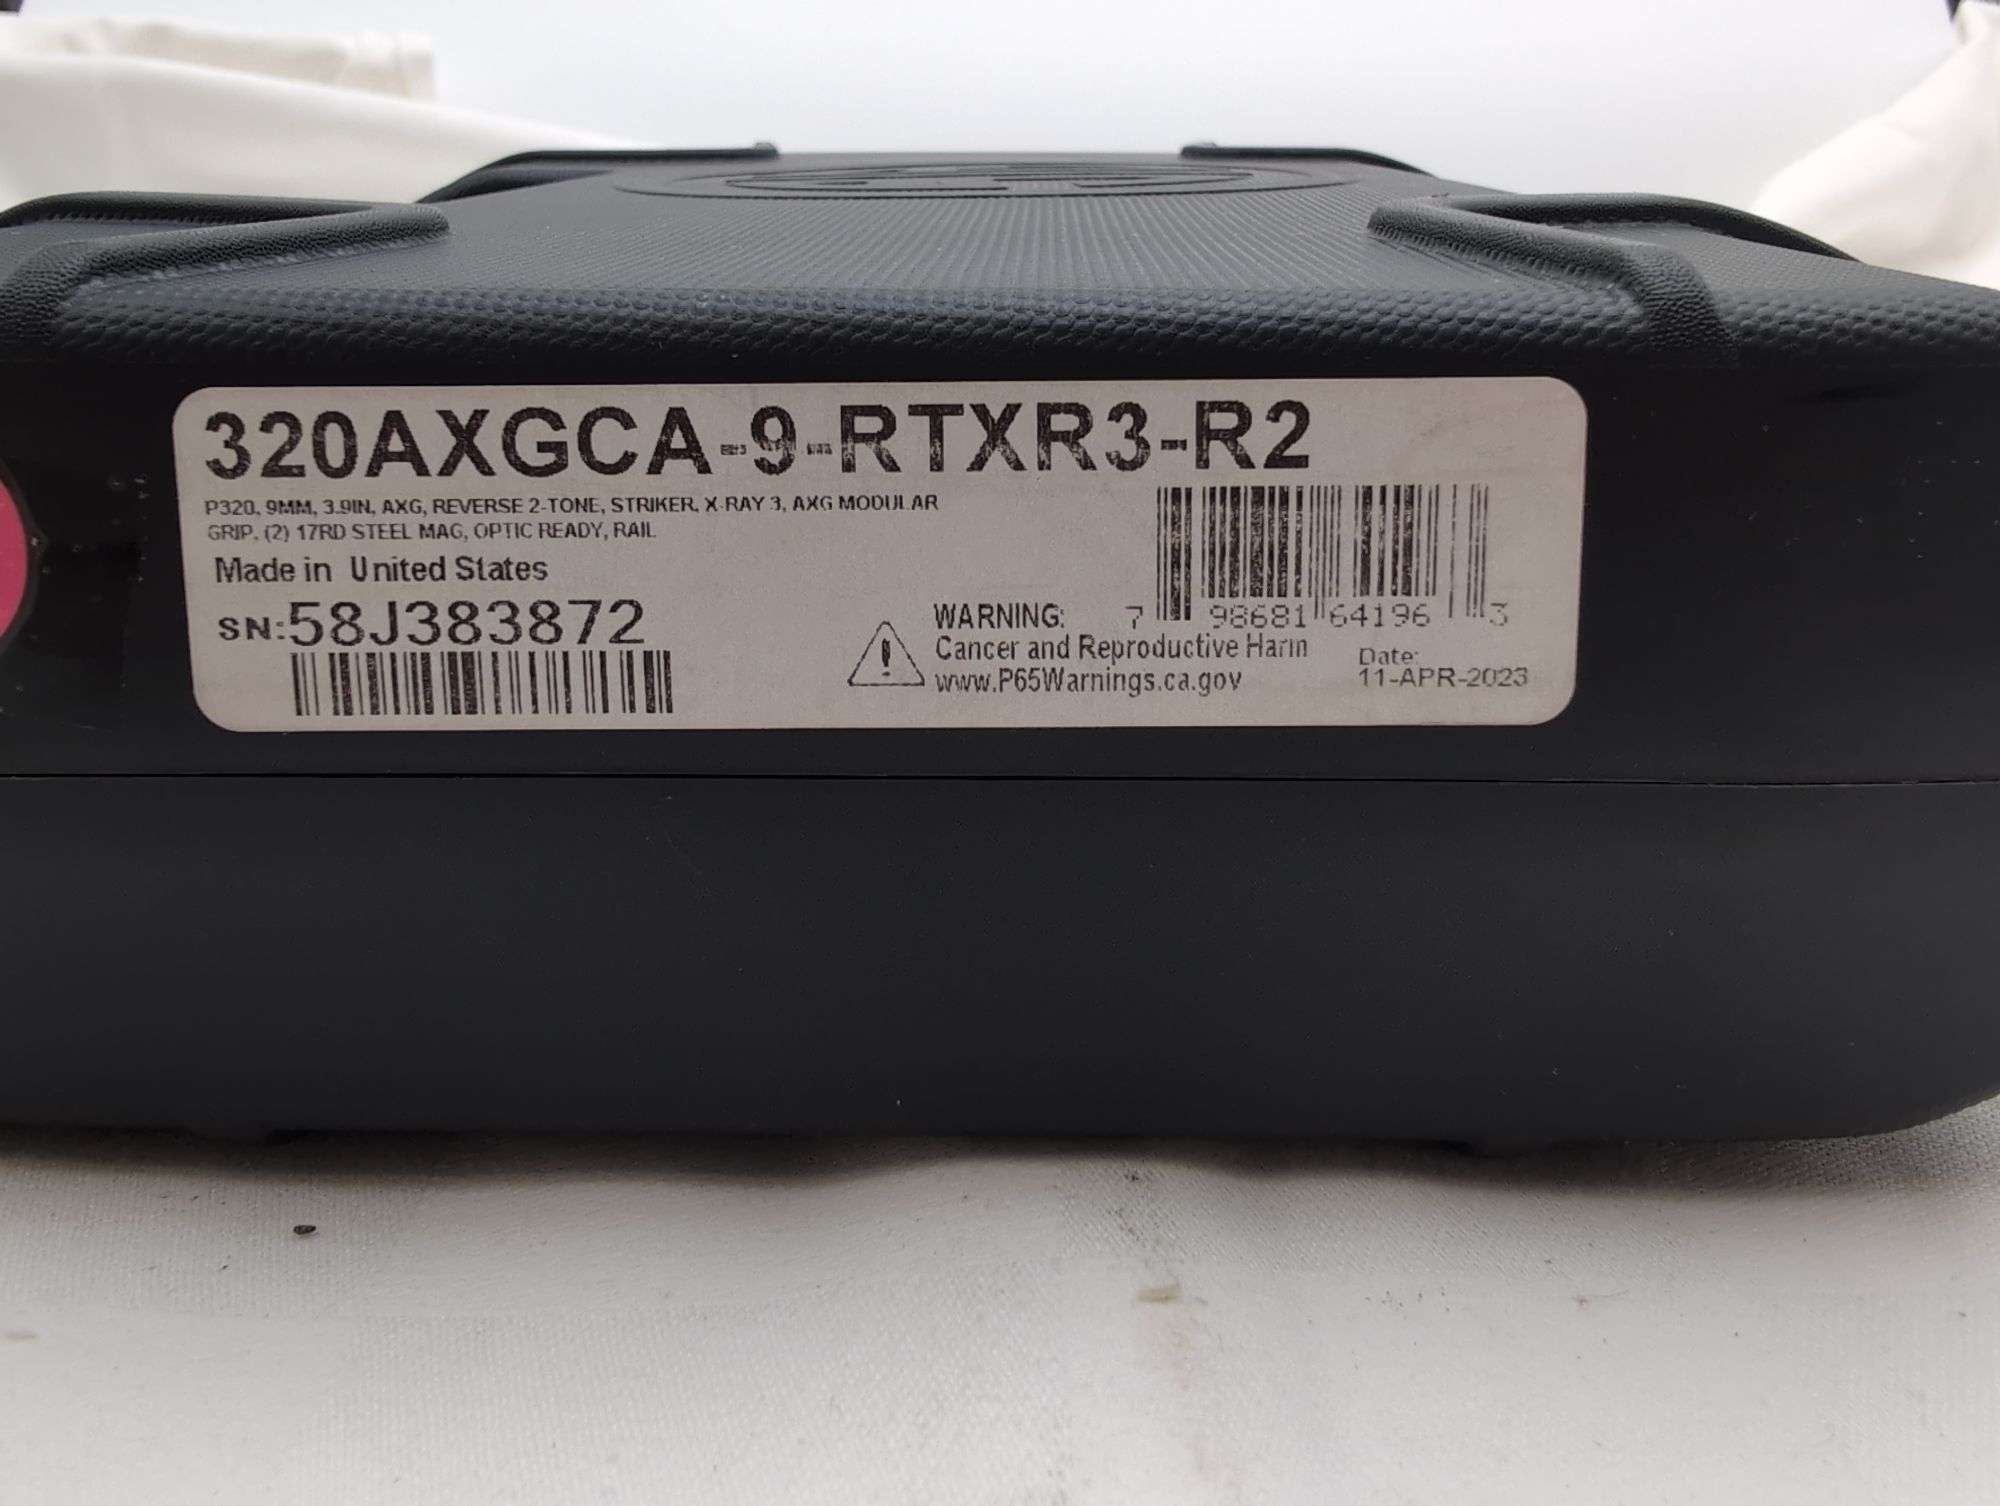 320AXGCA-9-RTXR3-R2
P320, 9MM, 3.9IN, AXG, REVERSE 2-TONE, STRIKER, X-RAY 3, AXG MODULAR
GRIP, (2) 17RD STEEL MAG, OPTIC READY, RAIL
Made in United States
SN:58J383872
7 98681 64196 3
WARNING:
Cancer and Reproductive Harm
www.P65Warnings.ca.gov
Date:
11-APR-2023